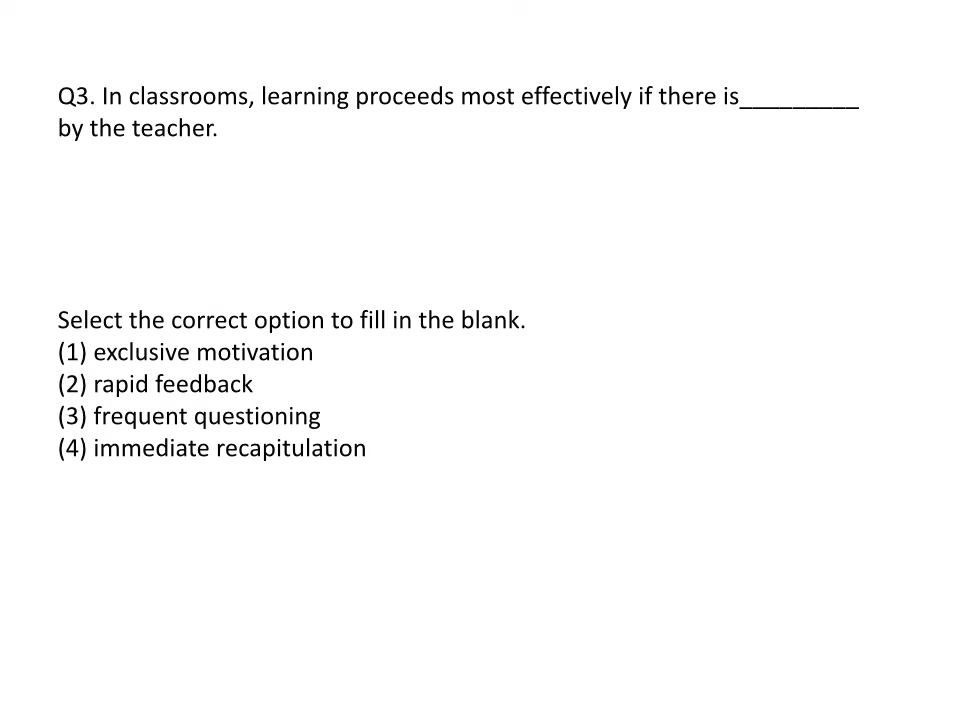 Q3. In classrooms, learning proceeds most effectively if there is_________
by the teacher.
Select the correct option to fill in the blank.
(1) exclusive motivation
(2) rapid feedback
(3) frequent questioning
(4) immediate recapitulation